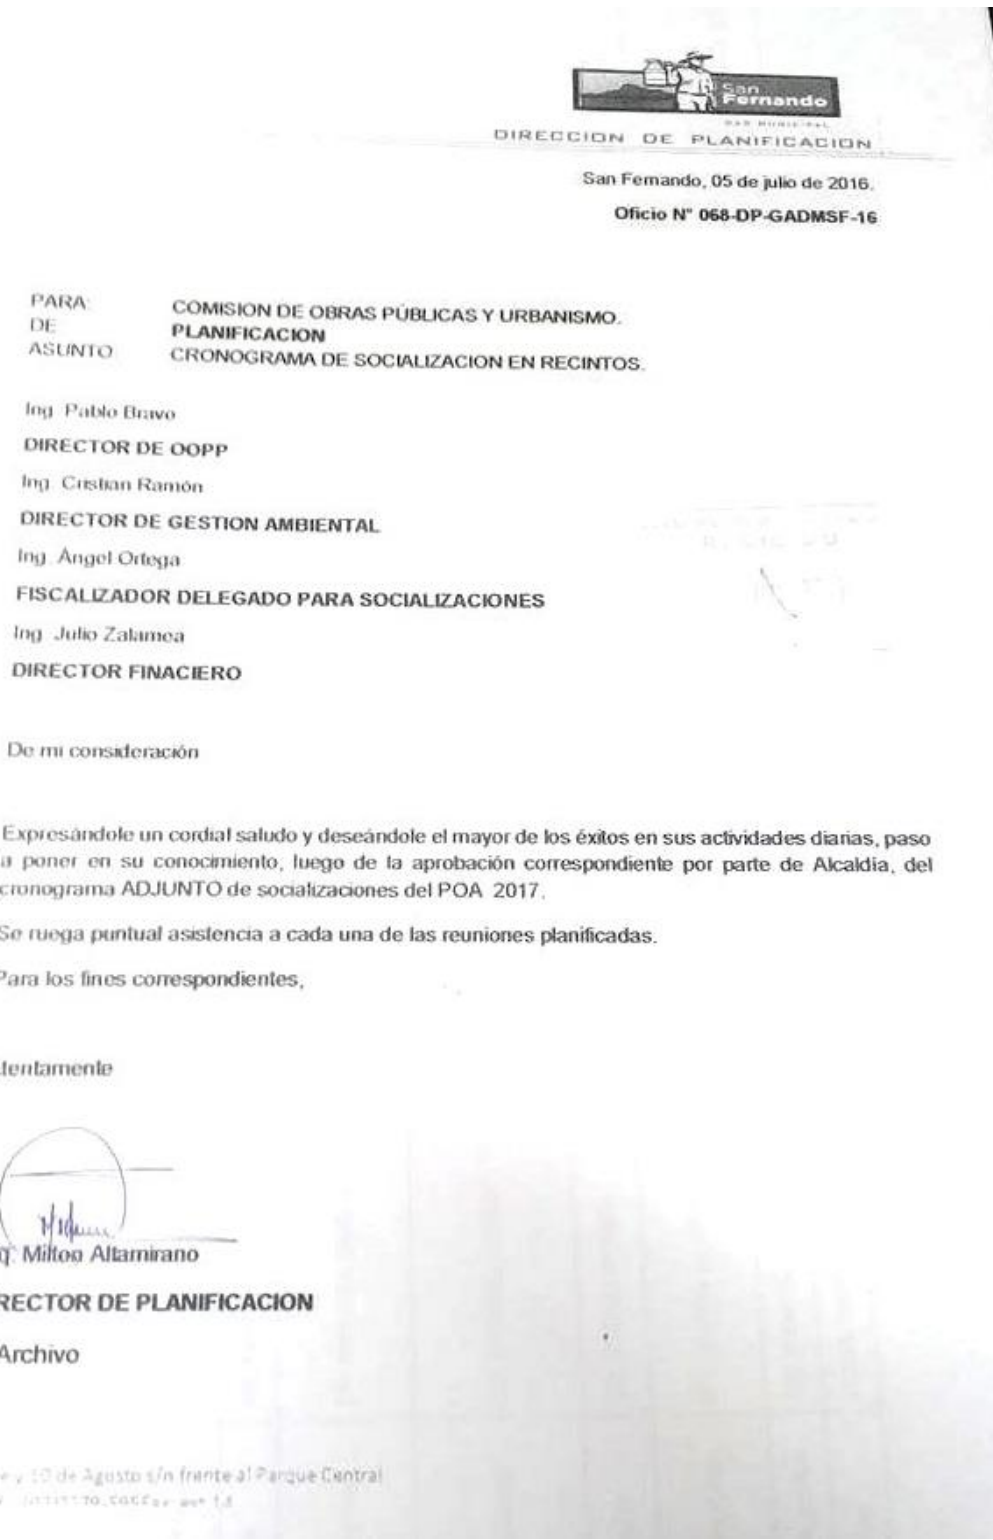 San
Fernando
GAD MUNICIPAL
DIRECCION DE PLANIFICACION
San Fernando, 05 de julio de 2016.
Oficio N° 068-DP-GADMSF-16
PARA: COMISION DE OBRAS PÚBLICAS Y URBANISMO.
DE PLANIFICACION
ASUNTO CRONOGRAMA DE SOCIALIZACION EN RECINTOS.
Ing. Pablo Bravo
DIRECTOR DE OOPP
Ing. Cristian Ramón
DIRECTOR DE GESTION AMBIENTAL
Ing. Ángel Ortega
FISCALIZADOR DELEGADO PARA SOCIALIZACIONES
Ing. Julio Zalamea
DIRECTOR FINACIERO
De mi consideración
Expresándole un cordial saludo y deseándole el mayor de los éxitos en sus actividades diarias, paso
a poner en su conocimiento, luego de la aprobación correspondiente por parte de Alcaldía, del
cronograma ADJUNTO de socializaciones del POA 2017.
Se ruega puntual asistencia a cada una de las reuniones planificadas.
Para los fines correspondientes,
tentamente
q. Milton Altamirano
RECTOR DE PLANIFICACION
Archivo
e y 10 de Agosto s/n frente al Parque Central